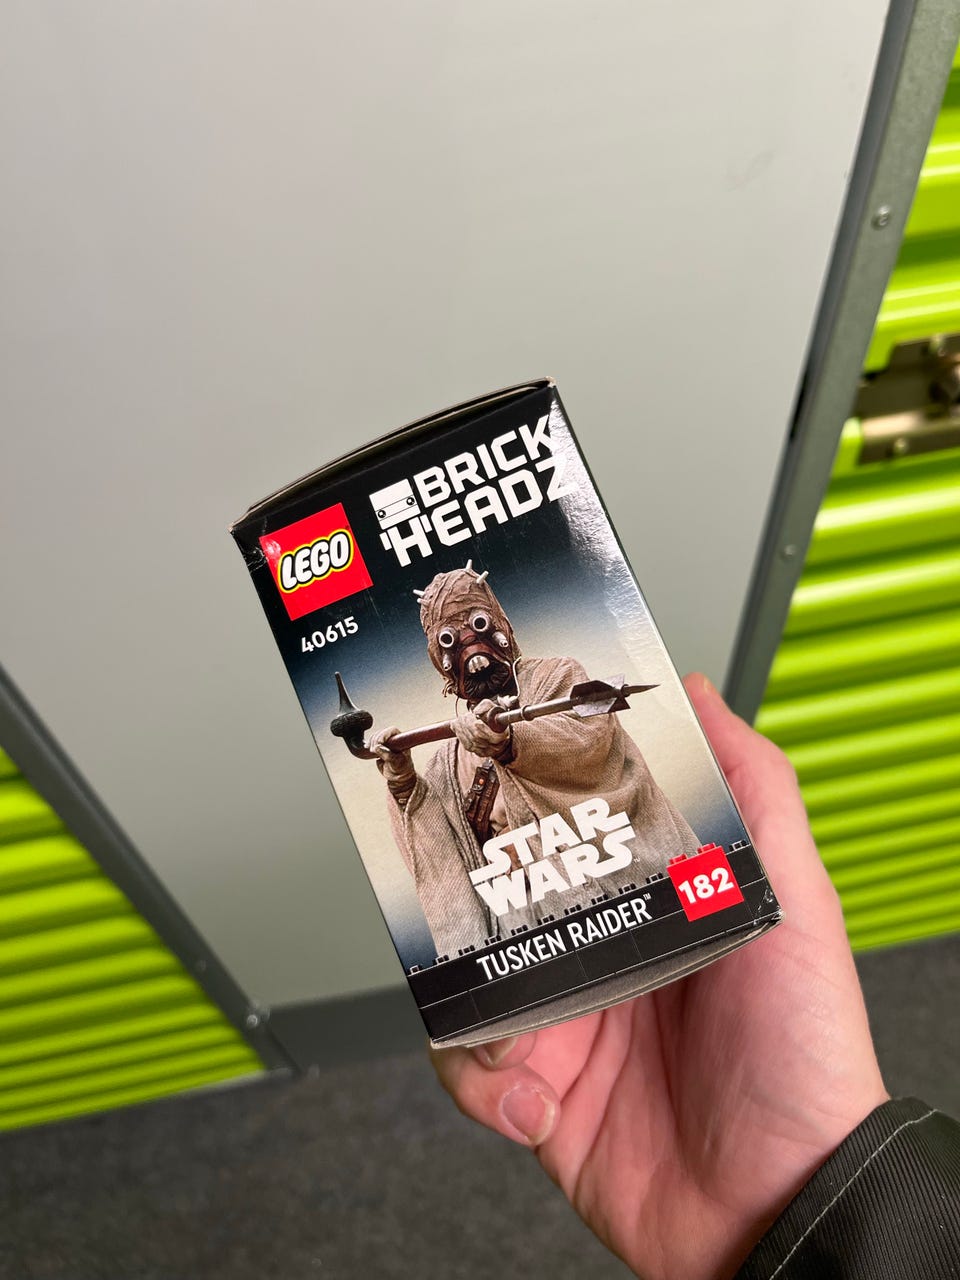 BRICK
HEADZ
LEGO
40615
STAR
WARS
182
TUSKEN RAIDER™